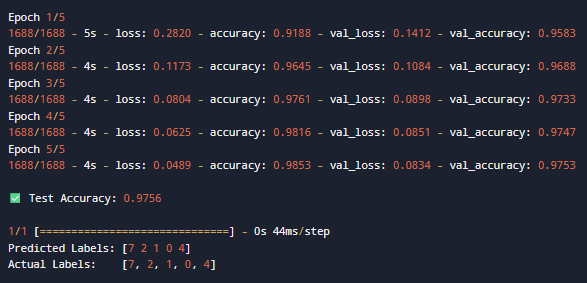 Epoch 1/5
1688/1688 - 5s - loss: 0.2820 - accuracy: 0.9188 - val_loss: 0.1412 - val_accuracy: 0.9583
Epoch 2/5
1688/1688 - 4s - loss: 0.1173 - accuracy: 0.9645 - val_loss: 0.1084 - val_accuracy: 0.9688
Epoch 3/5
1688/1688 - 4s - loss: 0.0804 - accuracy: 0.9761 - val_loss: 0.0898 - val_accuracy: 0.9733
Epoch 4/5
1688/1688 - 4s - loss: 0.0625 - accuracy: 0.9816 - val_loss: 0.0851 - val_accuracy: 0.9747
Epoch 5/5
1688/1688 - 4s - loss: 0.0489 - accuracy: 0.9853 - val_loss: 0.0834 - val_accuracy: 0.9753
✅ Test Accuracy: 0.9756
1/1 [==============================] - 0s 44ms/step
Predicted Labels: [7 2 1 0 4]
Actual Labels:    [7, 2, 1, 0, 4]